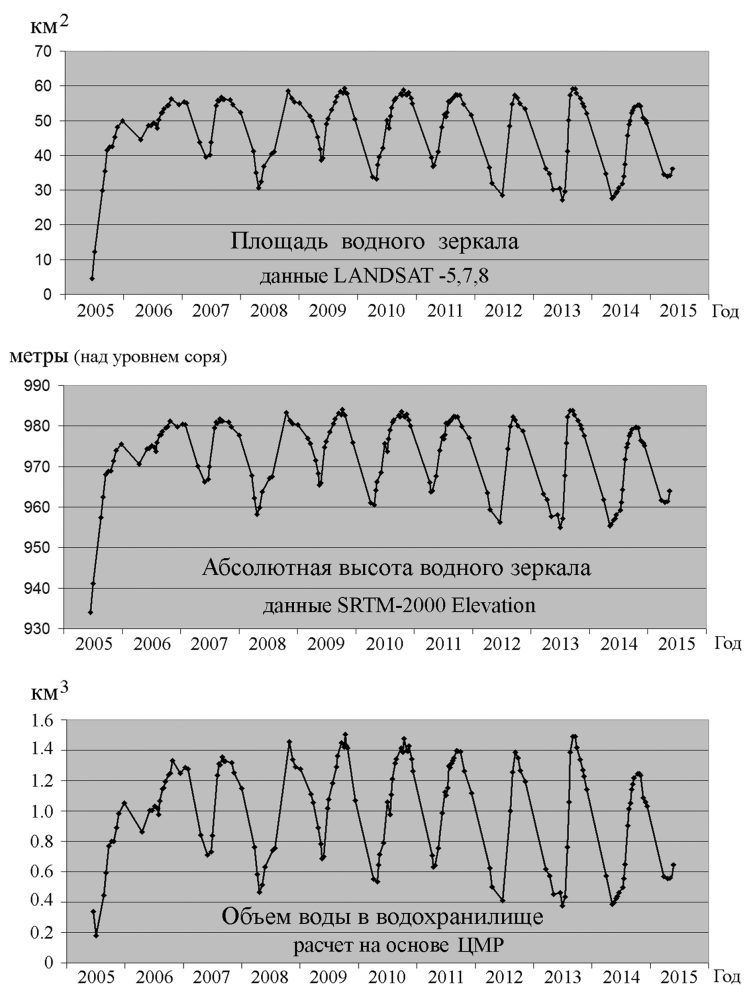 км2
70
60
50
40
30
20
10
0
Площадь водного зеркала
данные LANDSAT -5,7,8
2005 2006 2007 2008 2009 2010 2011 2012 2013 2014 2015 Год
метры (над уровнем соря)
990
980
970
960
950
940
930
Абсолютная высота водного зеркала
данные SRTM-2000 Elevation
2005 2006 2007 2008 2009 2010 2011 2012 2013 2014 2015 Год
км3
1.6
1.4
1.2
1.0
0.8
0.6
0.4
0.2
0
Объем воды в водохранилище
расчет на основе ЦМР
2005 2006 2007 2008 2009 2010 2011 2012 2013 2014 2015 Год